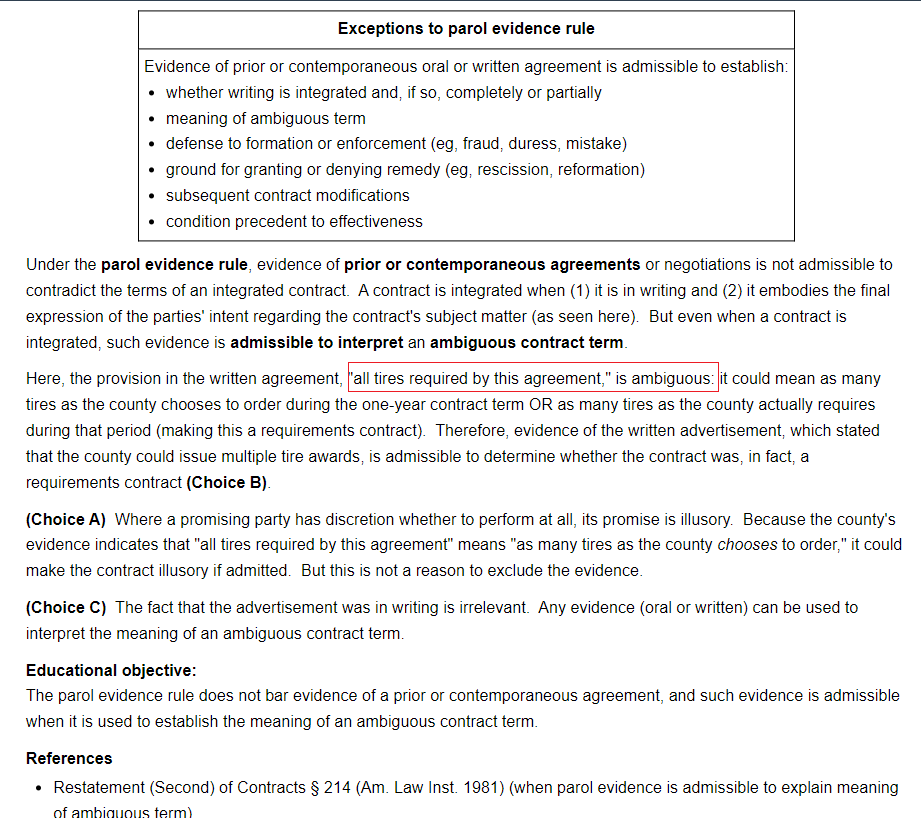 Exceptions to parol evidence rule
Evidence of prior or contemporaneous oral or written agreement is admissible to establish:
• whether writing is integrated and, if so, completely or partially
• meaning of ambiguous term
• defense to formation or enforcement (eg, fraud, duress, mistake)
• ground for granting or denying remedy (eg, rescission, reformation)
• subsequent contract modifications
• condition precedent to effectiveness
Under the parol evidence rule, evidence of prior or contemporaneous agreements or negotiations is not admissible to
contradict the terms of an integrated contract. A contract is integrated when (1) it is in writing and (2) it embodies the final
expression of the parties' intent regarding the contract's subject matter (as seen here). But even when a contract is
integrated, such evidence is admissible to interpret an ambiguous contract term.
Here, the provision in the written agreement, "all tires required by this agreement," is ambiguous: it could mean as many
tires as the county chooses to order during the one-year contract term OR as many tires as the county actually requires
during that period (making this a requirements contract). Therefore, evidence of the written advertisement, which stated
that the county could issue multiple tire awards, is admissible to determine whether the contract was, in fact, a
requirements contract (Choice B).
(Choice A) Where a promising party has discretion whether to perform at all, its promise is illusory. Because the county's
evidence indicates that "all tires required by this agreement" means "as many tires as the county chooses to order," it could
make the contract illusory if admitted. But this is not a reason to exclude the evidence.
(Choice C) The fact that the advertisement was in writing is irrelevant. Any evidence (oral or written) can be used to
interpret the meaning of an ambiguous contract term.
Educational objective:
The parol evidence rule does not bar evidence of a prior or contemporaneous agreement, and such evidence is admissible
when it is used to establish the meaning of an ambiguous contract term.
References
• Restatement (Second) of Contracts § 214 (Am. Law Inst. 1981) (when parol evidence is admissible to explain meaning
of ambiguous term)